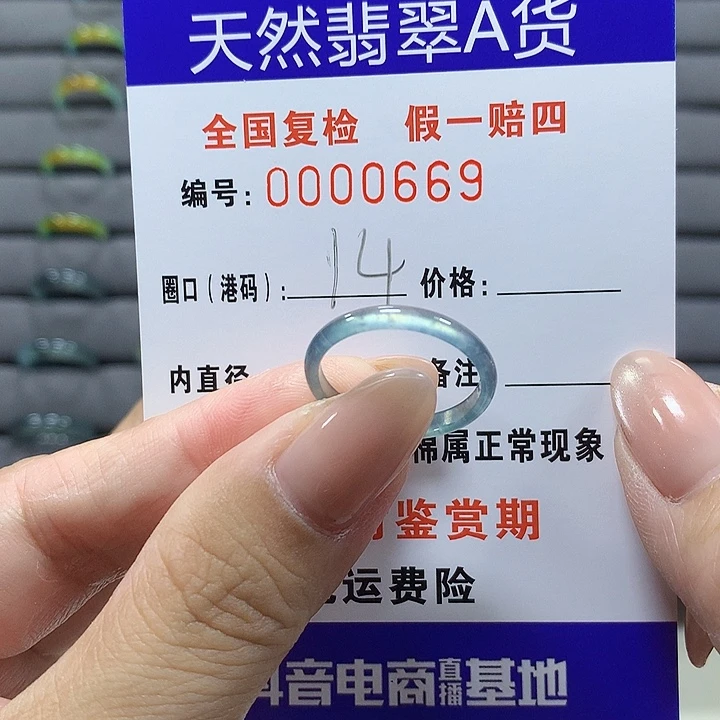 天然翡翠A货
全国复检 假一赔四
编号：0000669
圈口（港码）：14 价格：
内直径 备注
棉属正常现象
鉴赏期
运费险
音电商直播基地